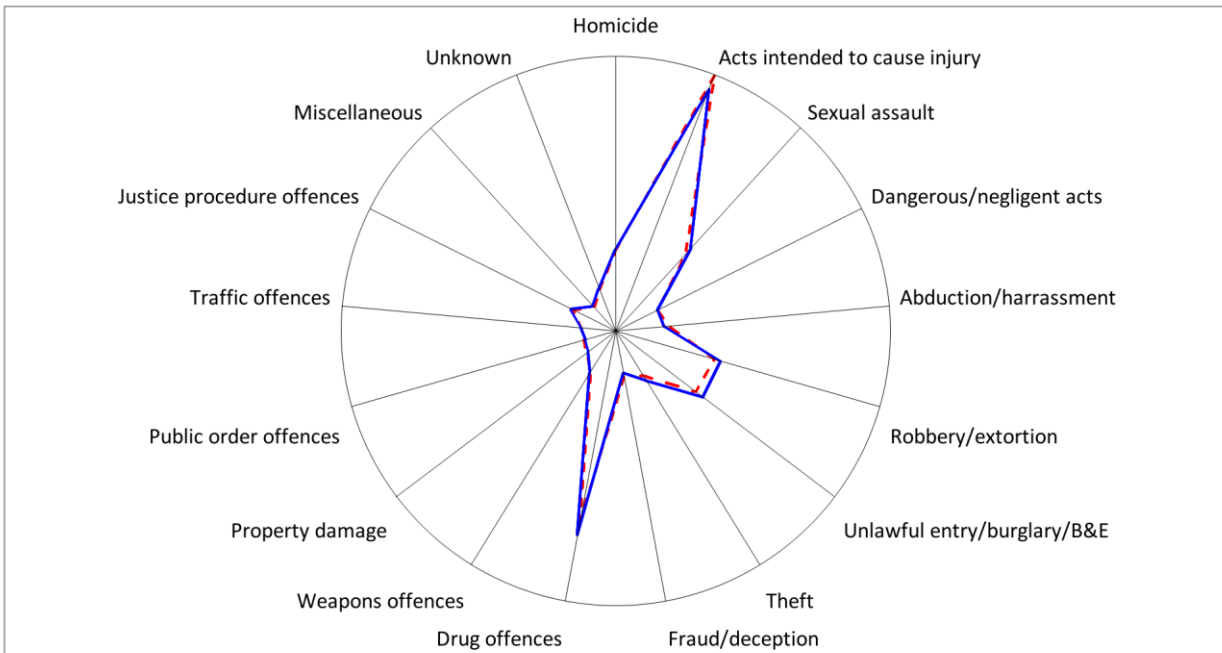 Homicide
Acts intended to cause injury
Sexual assault
Dangerous/negligent acts
Abduction/harrassment
Robbery/extortion
Unlawful entry/burglary/B&E
Theft
Fraud/deception
Drug offences
Weapons offences
Property damage
Public order offences
Traffic offences
Justice procedure offences
Miscellaneous
Unknown